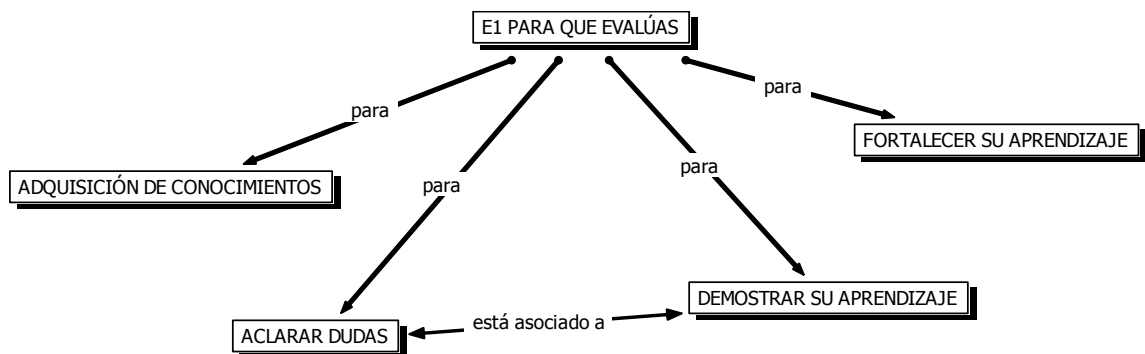 E1 PARA QUE EVALÚAS
para
para
FORTALECER SU APRENDIZAJE
para
para
ADQUISICIÓN DE CONOCIMIENTOS
DEMOSTRAR SU APRENDIZAJE
está asociado a
ACLARAR DUDAS